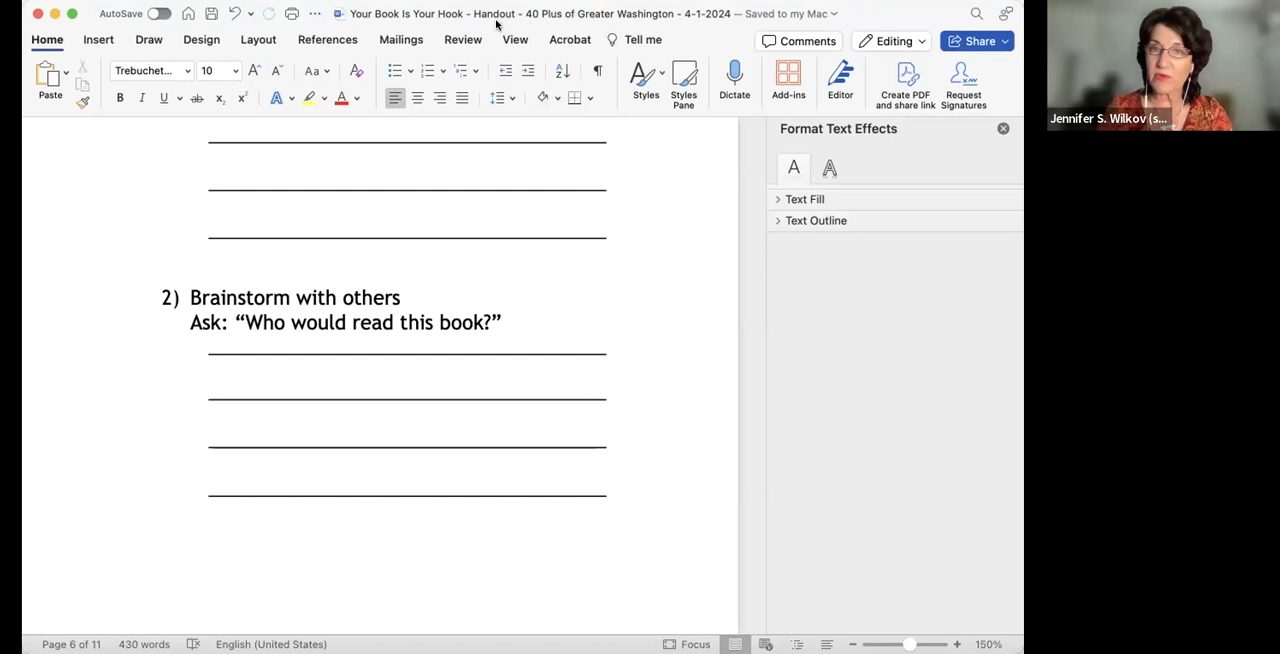 AutoSave
Your Book Is Your Hook - Handout - 40 Plus of Greater Washington - 4-1-2024 — Saved to my Mac
Home Insert Draw Design Layout References Mailings Review View Acrobat Tell me
Comments Editing Share
Paste
Trebuchet... 10
Styles
Styles Pane
Dictate
Add-ins
Editor
Create PDF and share link
Request Signatures
Format Text Effects
Text Fill
Text Outline
2) Brainstorm with others
Ask: “Who would read this book?”
Page 6 of 11 430 words English (United States) Focus 150%
Jennifer S. Wilkov (s...